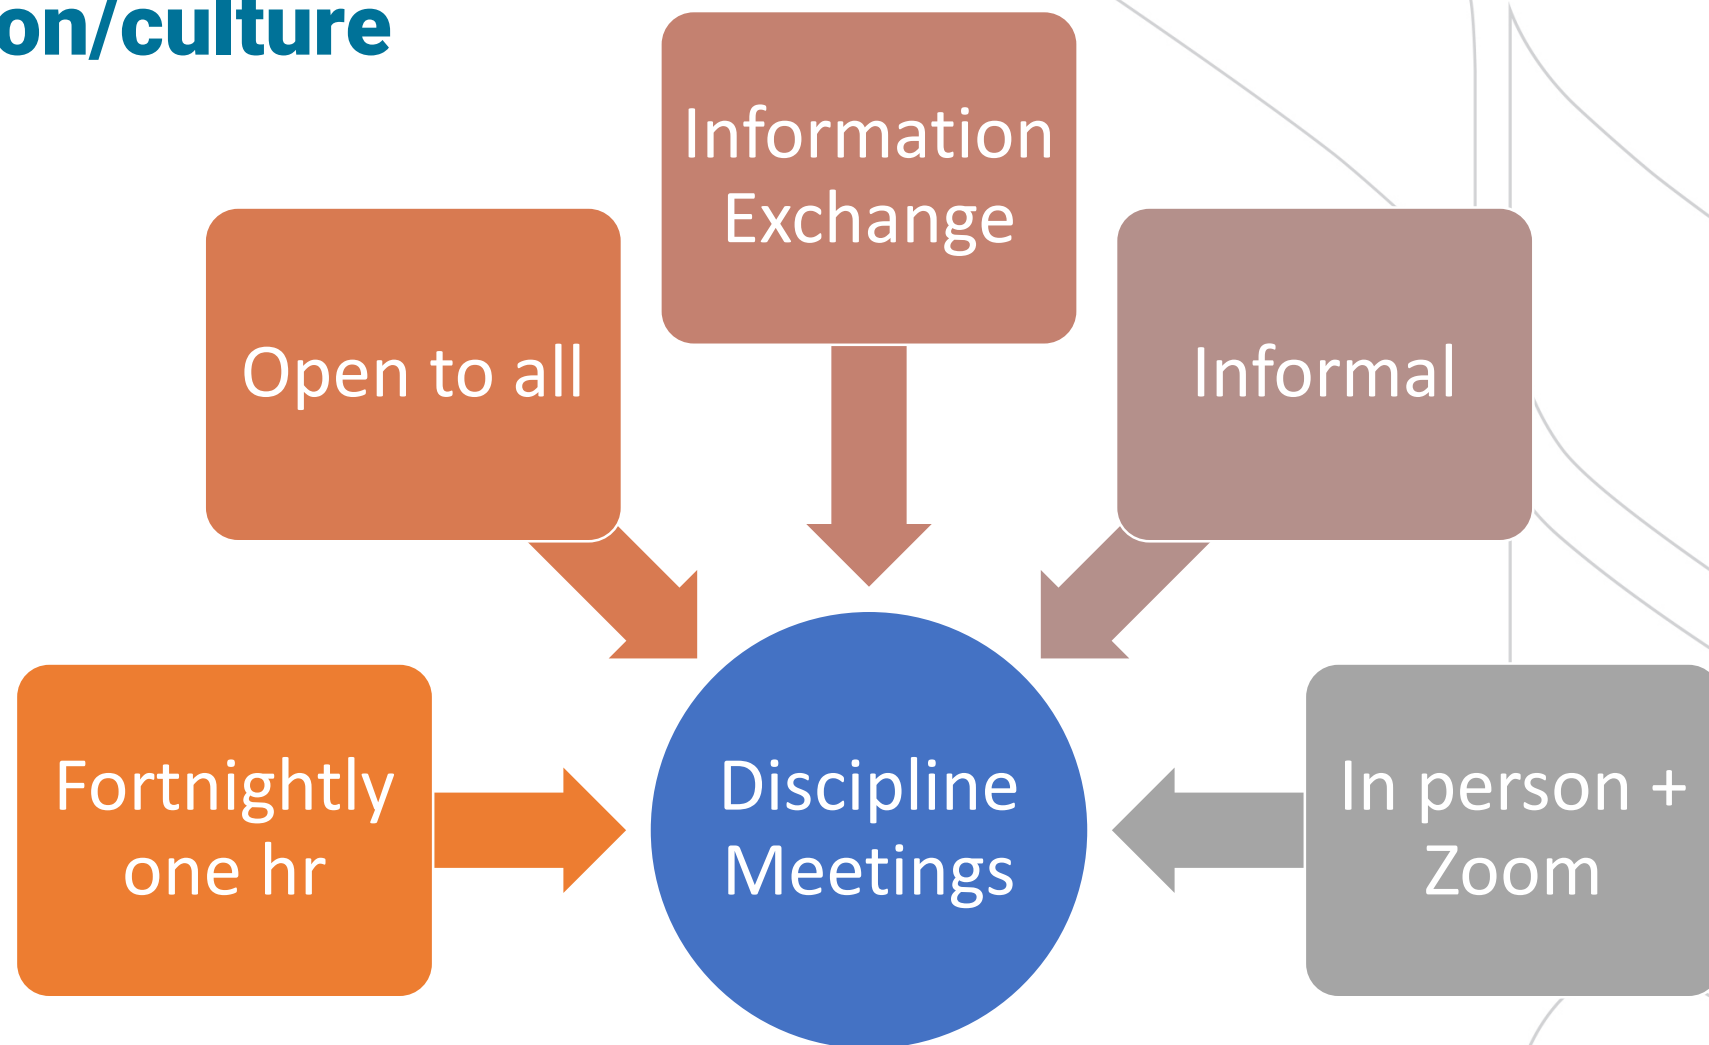 on/culture
Information
Exchange
Open to all
Informal
Fortnightly
one hr
Discipline
Meetings
In person +
Zoom